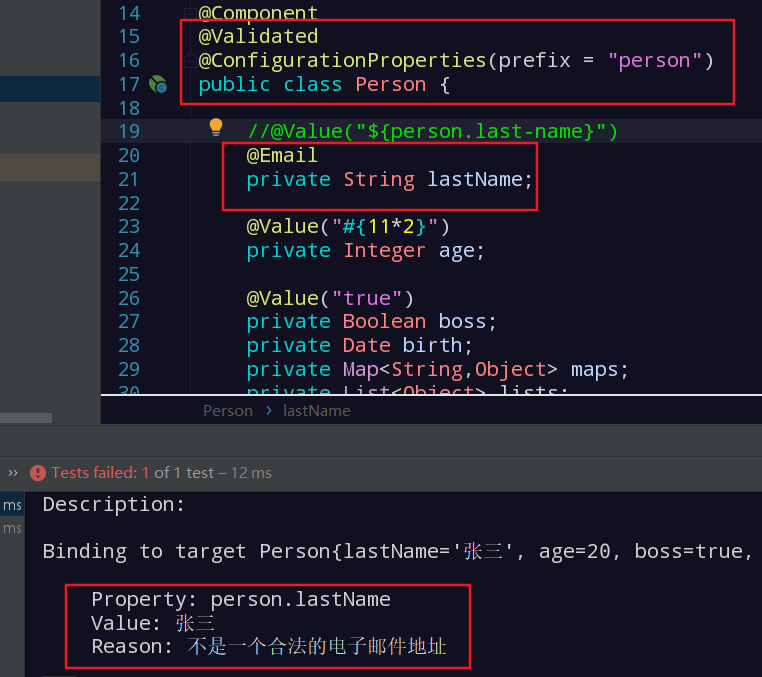 14 @Component
15 @Validated
16 @ConfigurationProperties(prefix = "person")
17 public class Person {
18
19 //@Value("${person.last-name}")
20 @Email
21 private String lastName;
22
23 @Value("#{11*2}")
24 private Integer age;
25
26 @Value("true")
27 private Boolean boss;
28 private Date birth;
29 private Map<String,Object> maps;
30 private List<Object> lists;
Person › lastName
» Tests failed: 1 of 1 test – 12 ms
ms Description:
ms
Binding to target Person{lastName='张三', age=20, boss=true,
Property: person.lastName
Value: 张三
Reason: 不是一个合法的电子邮件地址